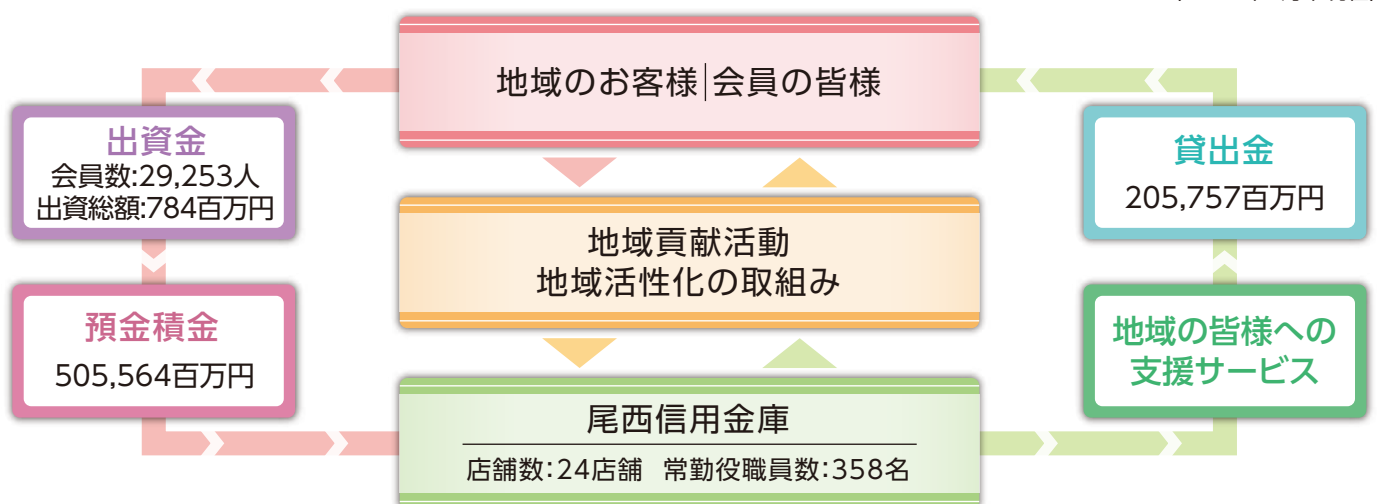 地域のお客様|会員の皆様
出資金
会員数:29,253人
出資総額:784百万円
貸出金
205,757百万円
地域貢献活動
地域活性化の取組み
預金積金
505,564百万円
地域の皆様への
支援サービス
尾西信用金庫
店舗数:24店舗 常勤役職員数:358名